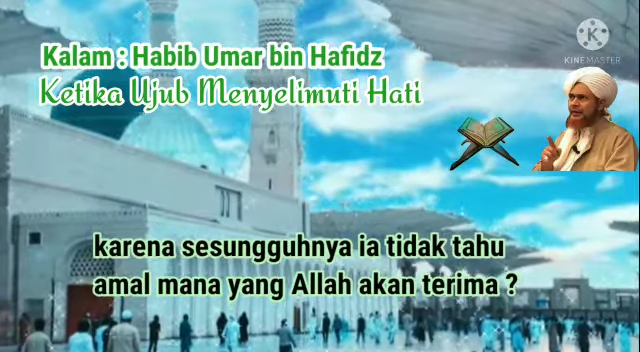 Kalam : Habib Umar bin Hafidz
Ketika Ujub Menyelimuti Hati
KINEMASTER
karena sesungguhnya ia tidak tahu
amal mana yang Allah akan terima ?